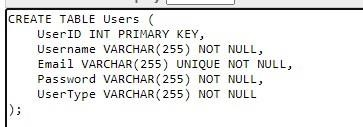 CREATE TABLE Users (
    UserID INT PRIMARY KEY,
    Username VARCHAR(255) NOT NULL,
    Email VARCHAR(255) UNIQUE NOT NULL,
    Password VARCHAR(255) NOT NULL,
    UserType VARCHAR(255) NOT NULL
);